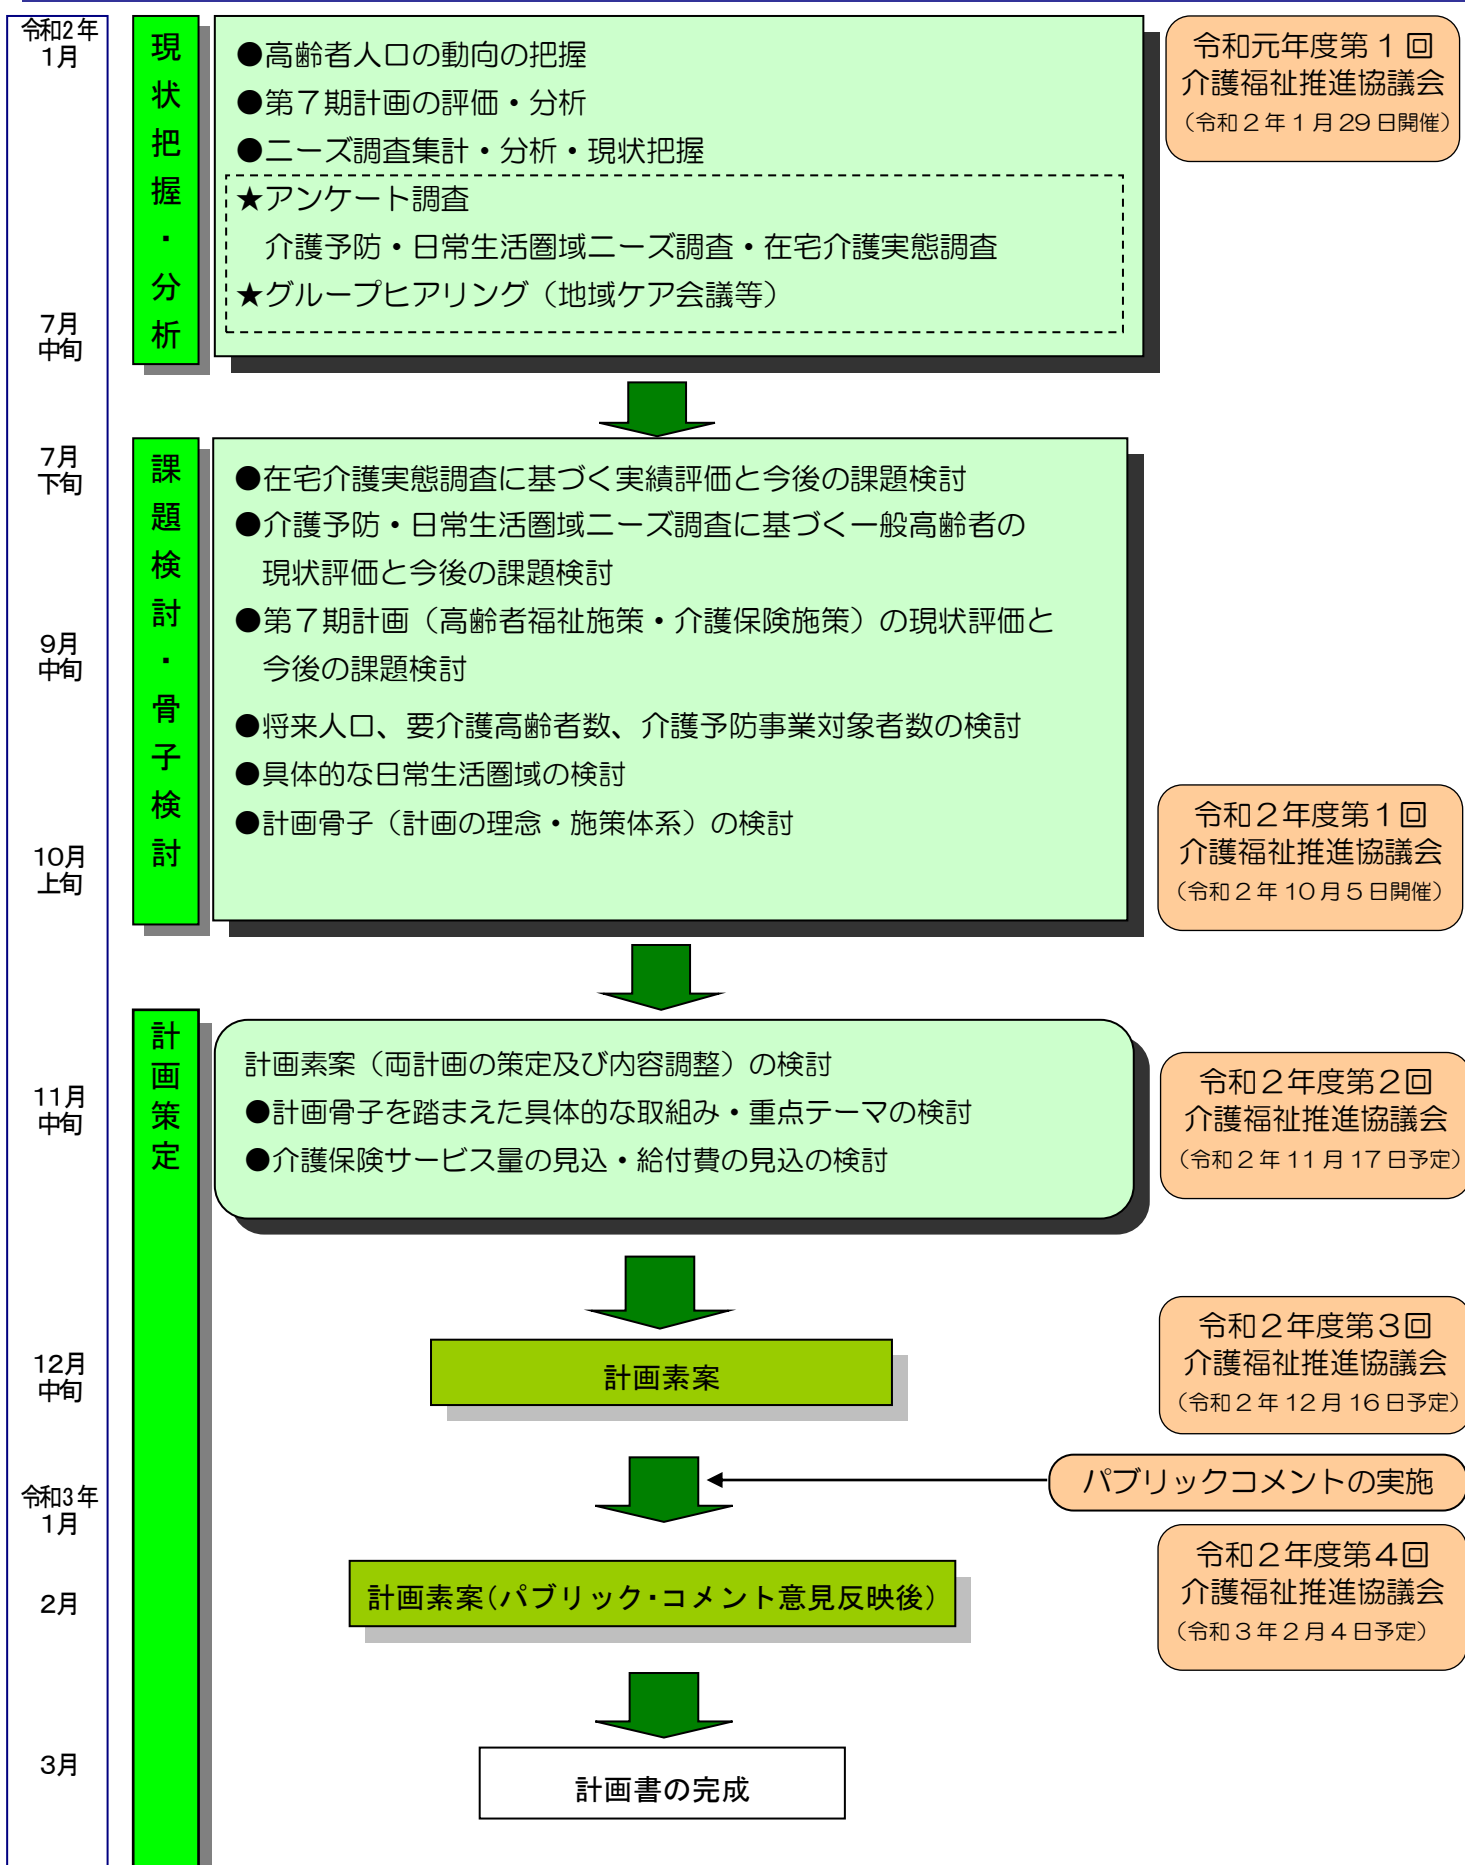 令和2年
1月
現状把握・分析
●高齢者人口の動向の把握
●第７期計画の評価・分析
●ニーズ調査集計・分析・現状把握
★アンケート調査
介護予防・日常生活圏域ニーズ調査・在宅介護実態調査
★グループヒアリング（地域ケア会議等）
令和元年度第１回
介護福祉推進協議会
（令和２年１月29日開催）
7月
中旬
7月
下旬
課題検討・骨子検討
●在宅介護実態調査に基づく実績評価と今後の課題検討
●介護予防・日常生活圏域ニーズ調査に基づく一般高齢者の
現状評価と今後の課題検討
●第７期計画（高齢者福祉施策・介護保険施策）の現状評価と
今後の課題検討
●将来人口、要介護高齢者数、介護予防事業対象者数の検討
●具体的な日常生活圏域の検討
●計画骨子（計画の理念・施策体系）の検討
9月
中旬
10月
上旬
令和２年度第１回
介護福祉推進協議会
（令和２年10月５日開催）
計画策定
計画素案（両計画の策定及び内容調整）の検討
●計画骨子を踏まえた具体的な取組み・重点テーマの検討
●介護保険サービス量の見込・給付費の見込の検討
11月
中旬
令和２年度第２回
介護福祉推進協議会
（令和２年11月17日予定）
12月
中旬
計画素案
令和２年度第３回
介護福祉推進協議会
（令和２年12月16日予定）
パブリックコメントの実施
令和3年
1月
2月
計画素案（パブリック・コメント意見反映後）
令和２年度第４回
介護福祉推進協議会
（令和３年２月４日予定）
3月
計画書の完成